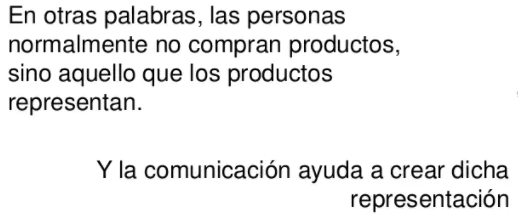 En otras palabras, las personas
normalmente no compran productos,
sino aquello que los productos
representan.
Y la comunicación ayuda a crear dicha
representación